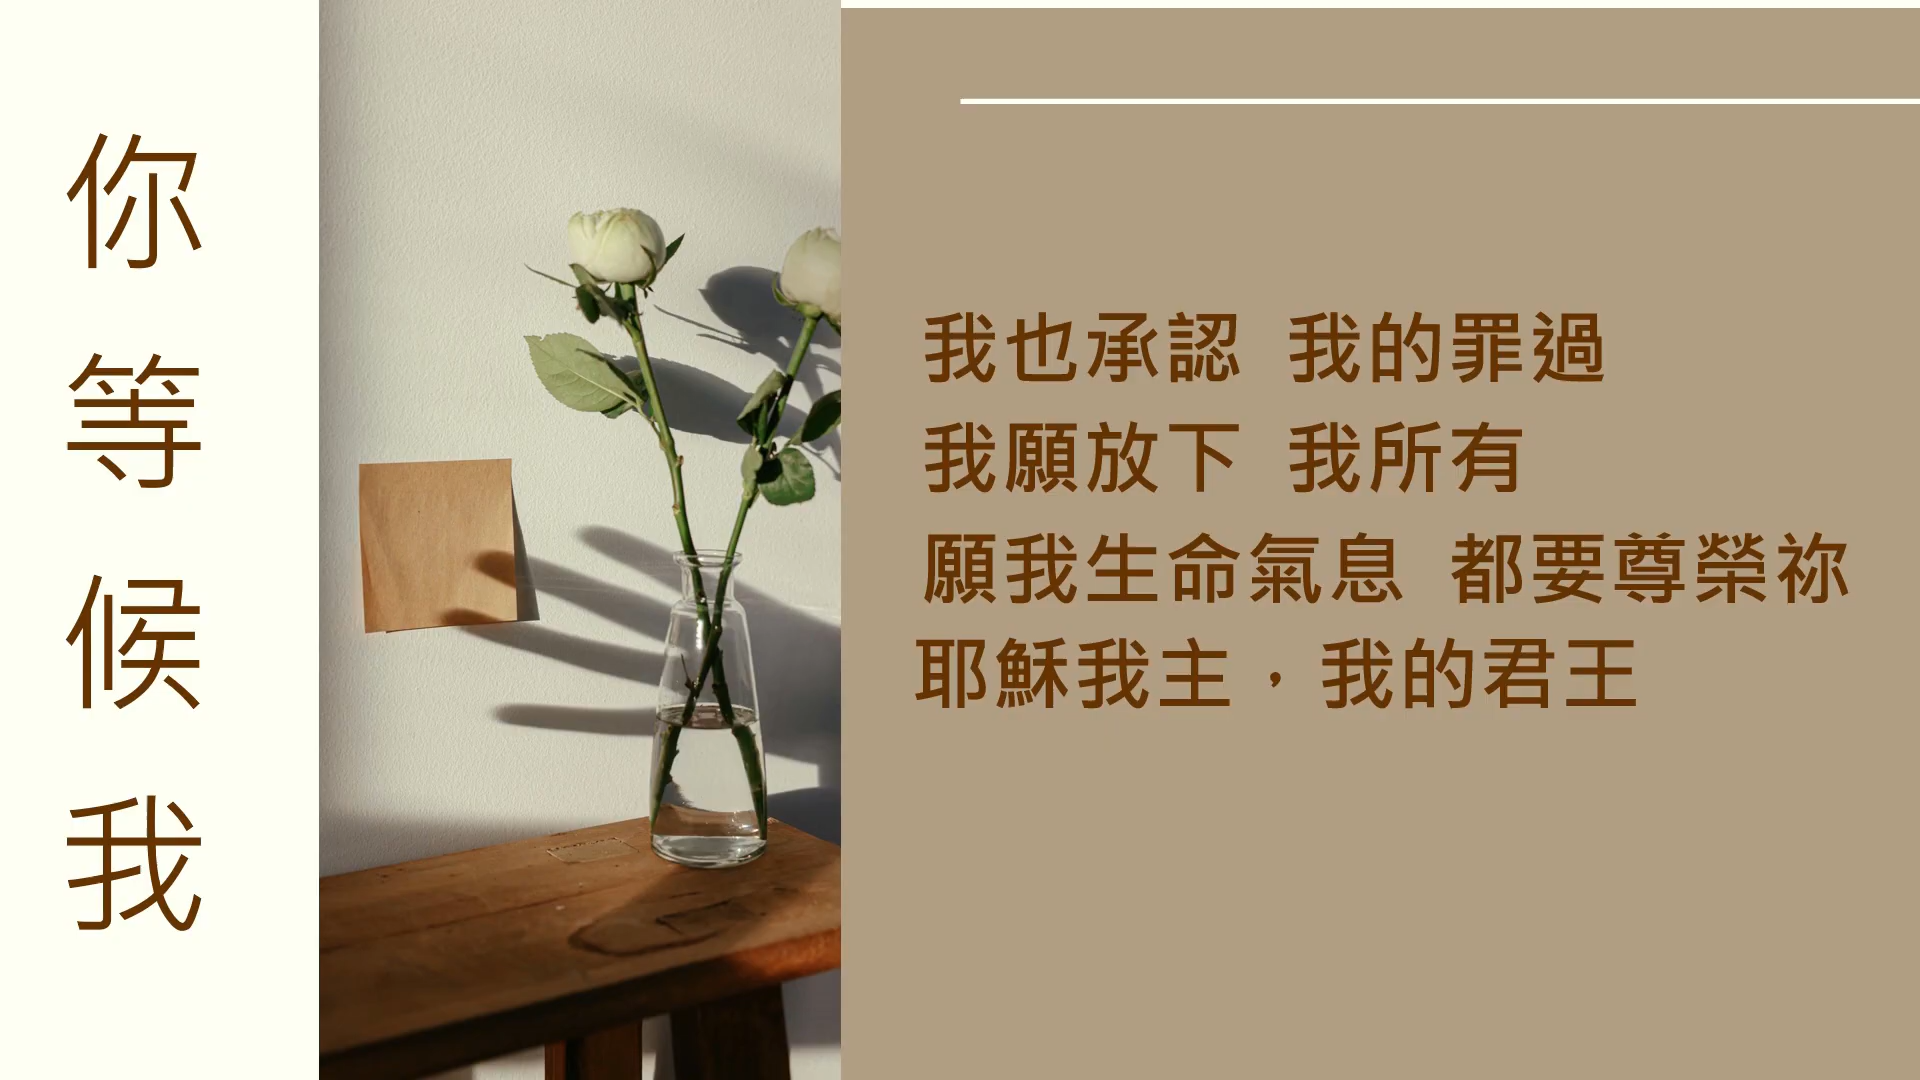 你等候我
我也承認 我的罪過
我願放下 我所有
願我生命氣息 都要尊榮祢
耶穌我主，我的君王